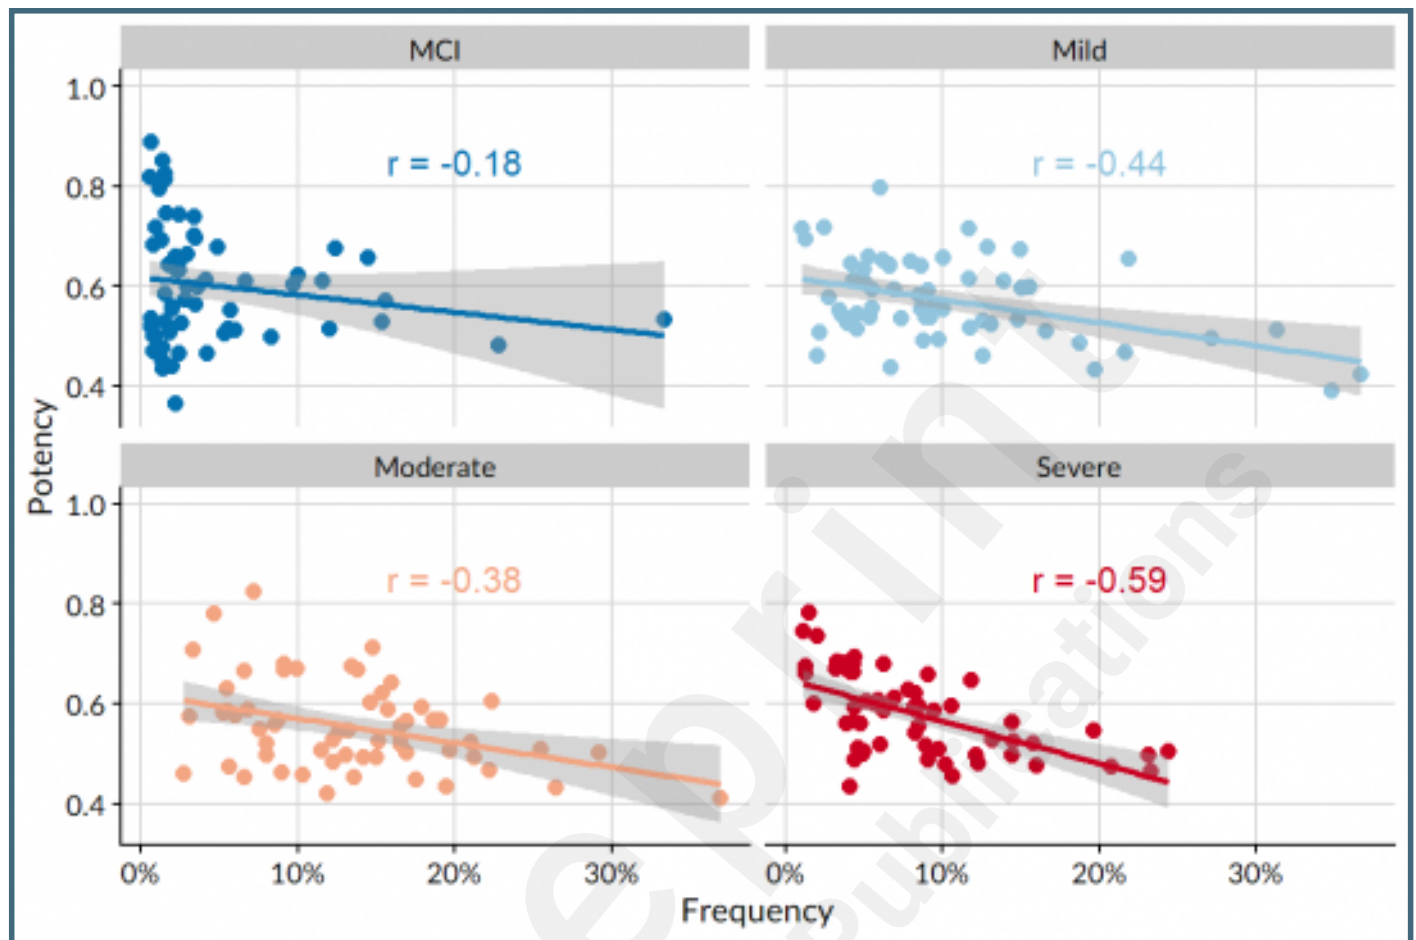 MCI
Mild
1.0
r = -0.18
r = -0.44
0.8
0.6
0.4
Potency
Moderate
Severe
1.0
r = -0.38
r = -0.59
0.8
0.6
0.4
0%
10%
20%
30%
0%
10%
20%
30%
Frequency
eprint
Publications